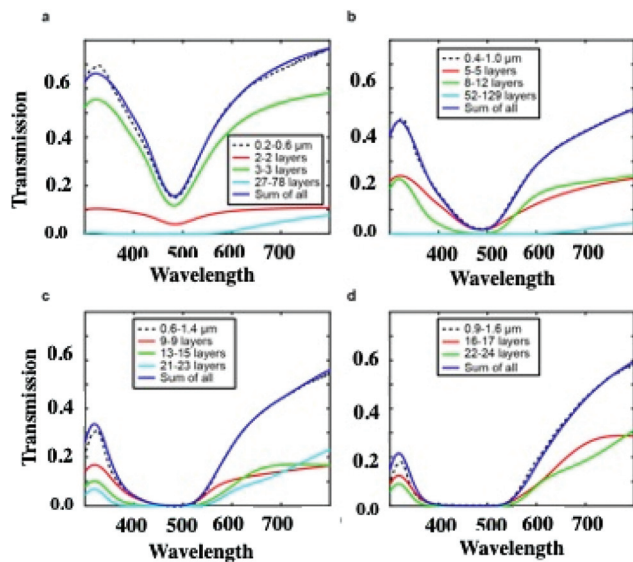 a
b
Transmission
0.6
0.4
0.2
0.0
0.2-0.6 µm
2-2 layers
3-3 layers
27-78 layers
Sum of all
400 500 600 700
Wavelength
0.6
0.4
0.2
0.0
0.4-1.0 µm
5-5 layers
8-12 layers
52-129 layers
Sum of all
400 500 600 700
Wavelength
c
d
Transmission
0.6
0.4
0.2
0.0
0.6-1.4 µm
9-9 layers
13-15 layers
21-23 layers
Sum of all
400 500 600 700
Wavelength
0.6
0.4
0.2
0.0
0.9-1.6 µm
16-17 layers
22-24 layers
Sum of all
400 500 600 700
Wavelength